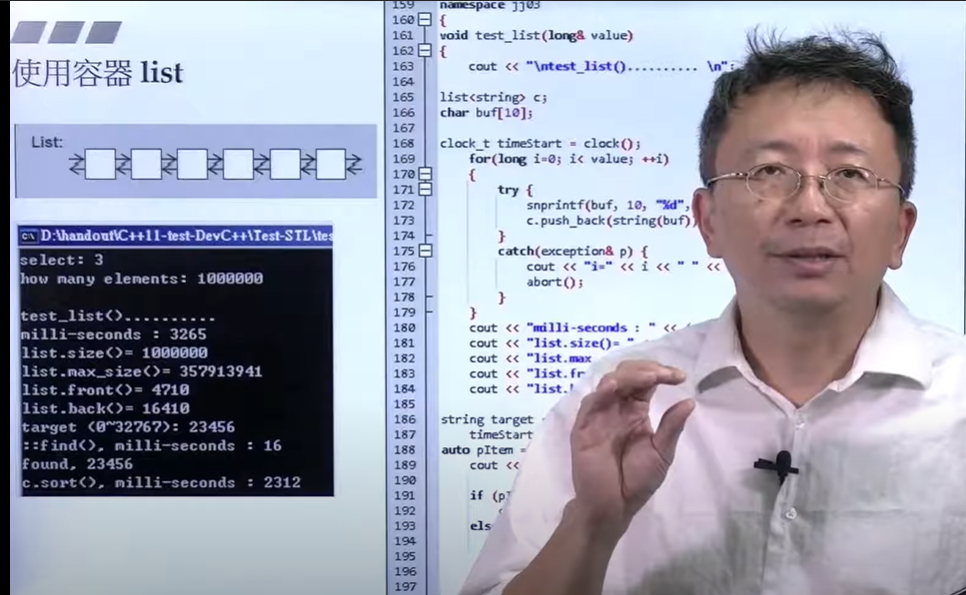 使用容器 list
List:
D:\handout\C++11-test-DevC++\Test-STL\tes
select: 3
how many elements: 1000000
test_list()..........
milli-seconds : 3265
list.size()= 1000000
list.max_size()= 357913941
list.front()= 4710
list.back()= 16410
target (0~32767): 23456
::find(), milli-seconds : 16
found, 23456
c.sort(), milli-seconds : 2312
159 namespace jj03
160 {
161 void test_list(long& value)
162 {
163 cout << "\ntest_list().......... \n";
164
165 list<string> c;
166 char buf[10];
167
168 clock_t timeStart = clock();
169 for(long i=0; i< value; ++i)
170 {
171 try {
172 snprintf(buf, 10, "%d",
173 c.push_back(string(buf))
174 }
175 catch(exception& p) {
176 cout << "i=" << i << " " <<
177 abort();
178 }
179 }
180 cout << "milli-seconds : " <<
181 cout << "list.size()= "
182 cout << "list.max
183 cout << "list.fr
184 cout << "list.
185
186 string target
187 timeStart
188 auto pItem =
189 cout <<
190
191 if (pI
192
193 els
194
195
196
197